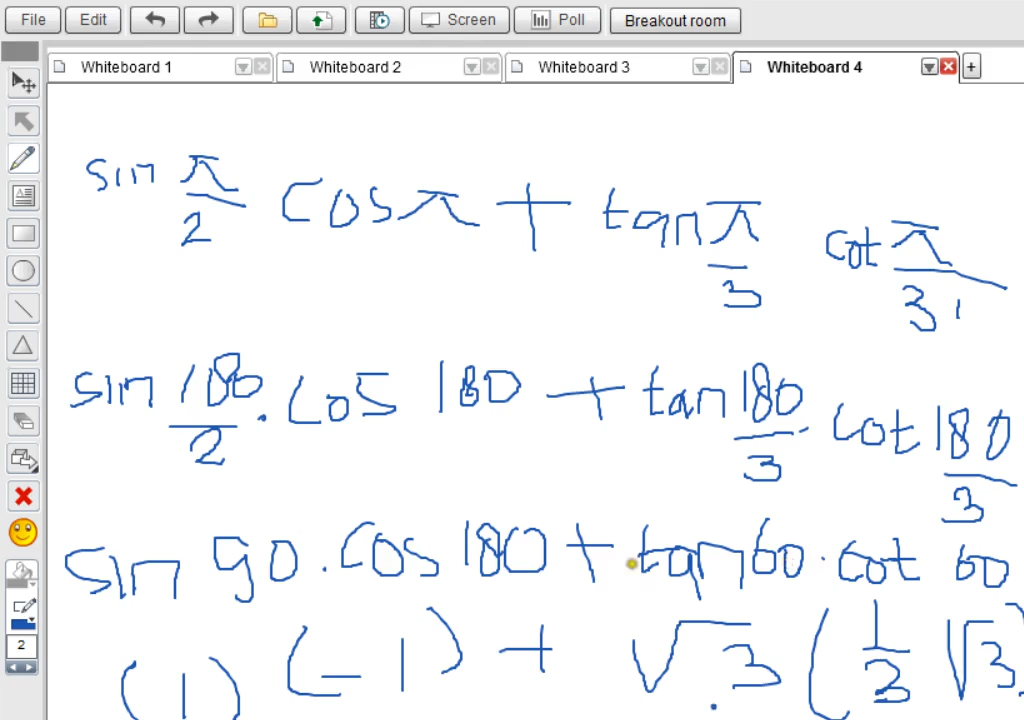 File Edit Screen Poll Breakout room
Whiteboard 1 Whiteboard 2 Whiteboard 3 Whiteboard 4 +
sin π/2 cos π + tan π/3 cot π/3
sin 180/2 . cos 180 + tan 180/3 . cot 180/3
sin 90 . cos 180 + tan 60 . cot 60
(1) (-1) + √3 (1/3 √3)
2